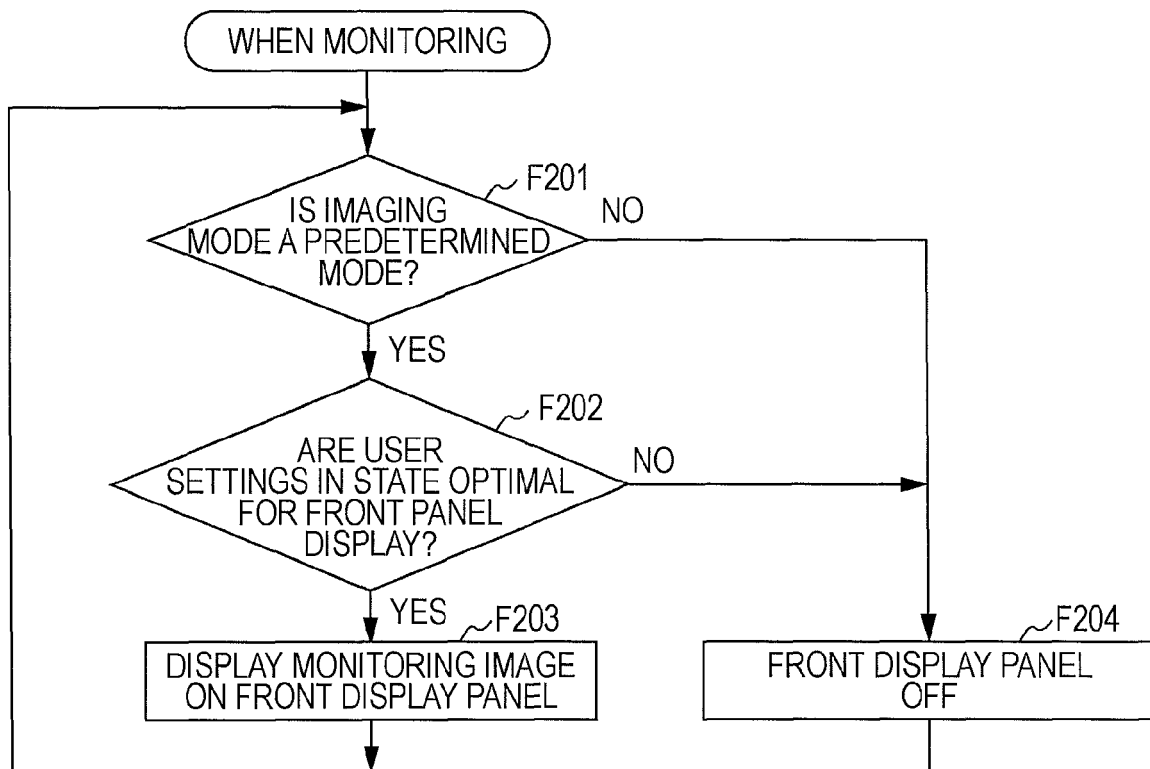 WHEN MONITORING
F201
IS IMAGING
MODE A PREDETERMINED
MODE?
NO
YES
F202
ARE USER
SETTINGS IN STATE OPTIMAL
FOR FRONT PANEL
DISPLAY?
NO
YES
F203
DISPLAY MONITORING IMAGE
ON FRONT DISPLAY PANEL
F204
FRONT DISPLAY PANEL
OFF